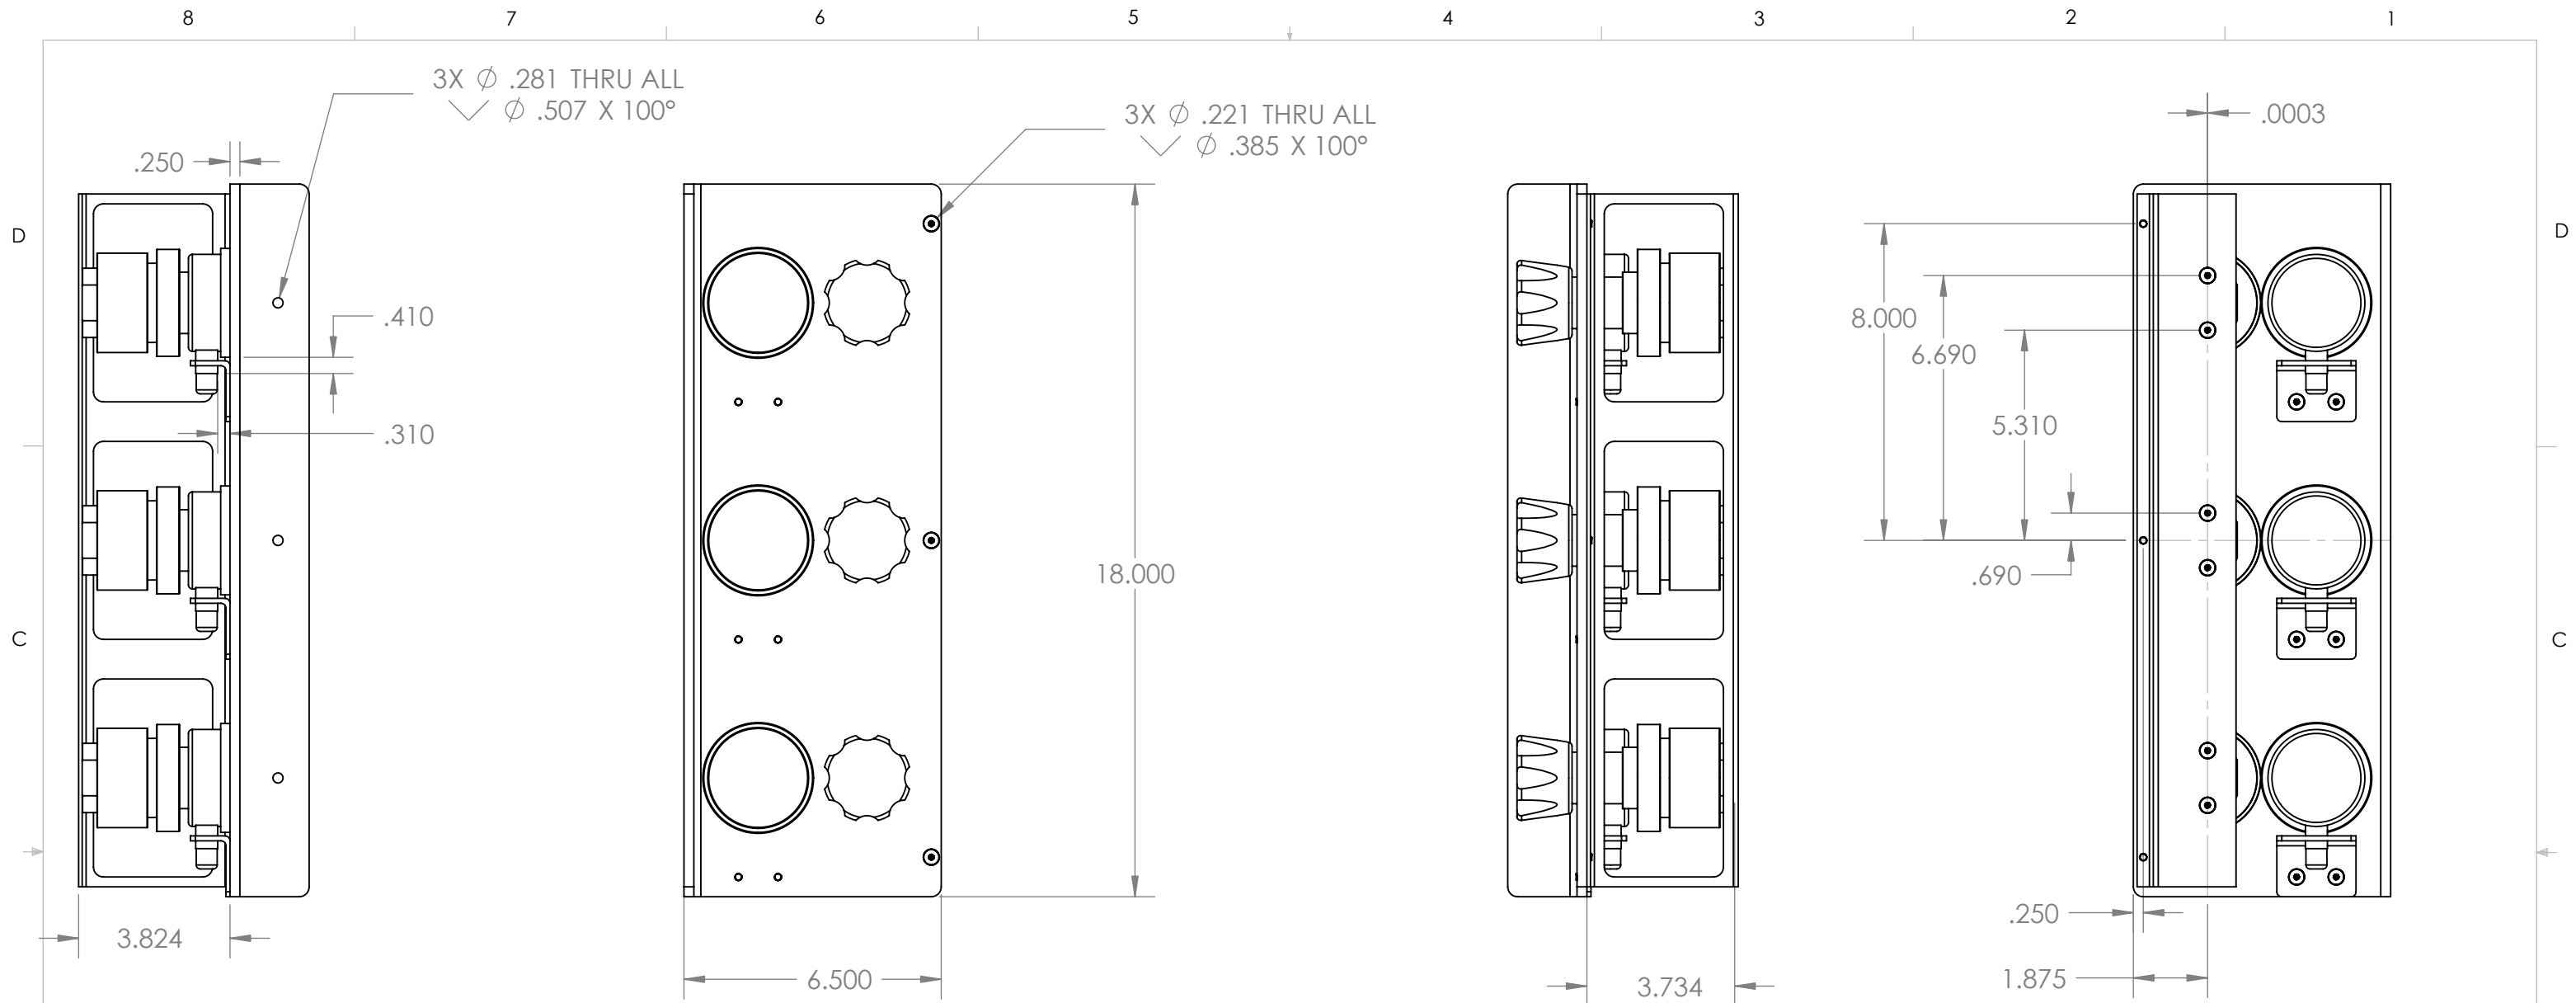 8 7 6 5 4 3 2 1
3X ∅ .281 THRU ALL
⌵ ∅ .507 X 100°
3X ∅ .221 THRU ALL
⌵ ∅ .385 X 100°
.0003
.250
D
D
.410
8.000
6.690
.310
5.310
18.000
.690
C
C
.250
3.824
6.500
3.734
1.875